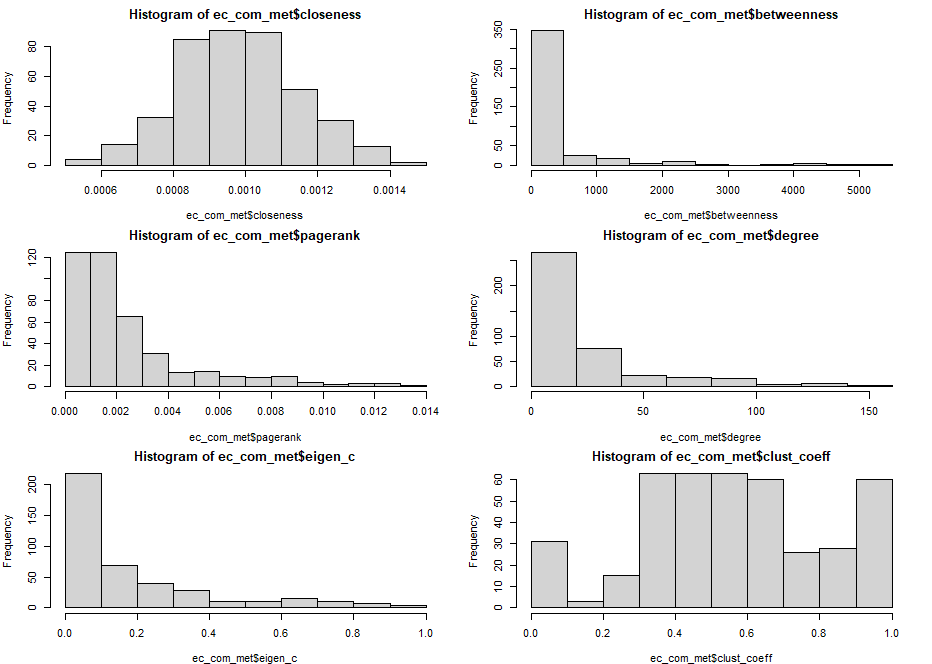 Histogram of ec_com_met$closeness
Frequency
0 20 40 60 80
0.0006 0.0008 0.0010 0.0012 0.0014
ec_com_met$closeness
Histogram of ec_com_met$betweenness
Frequency
0 50 150 250 350
0 1000 2000 3000 4000 5000
ec_com_met$betweenness
Histogram of ec_com_met$pagerank
Frequency
0 20 40 60 80 120
0.000 0.002 0.004 0.006 0.008 0.010 0.012 0.014
ec_com_met$pagerank
Histogram of ec_com_met$degree
Frequency
0 50 100 200
0 50 100 150
ec_com_met$degree
Histogram of ec_com_met$eigen_c
Frequency
0 50 100 150 200
0.0 0.2 0.4 0.6 0.8 1.0
ec_com_met$eigen_c
Histogram of ec_com_met$clust_coeff
Frequency
0 10 20 30 40 50 60
0.0 0.2 0.4 0.6 0.8 1.0
ec_com_met$clust_coeff